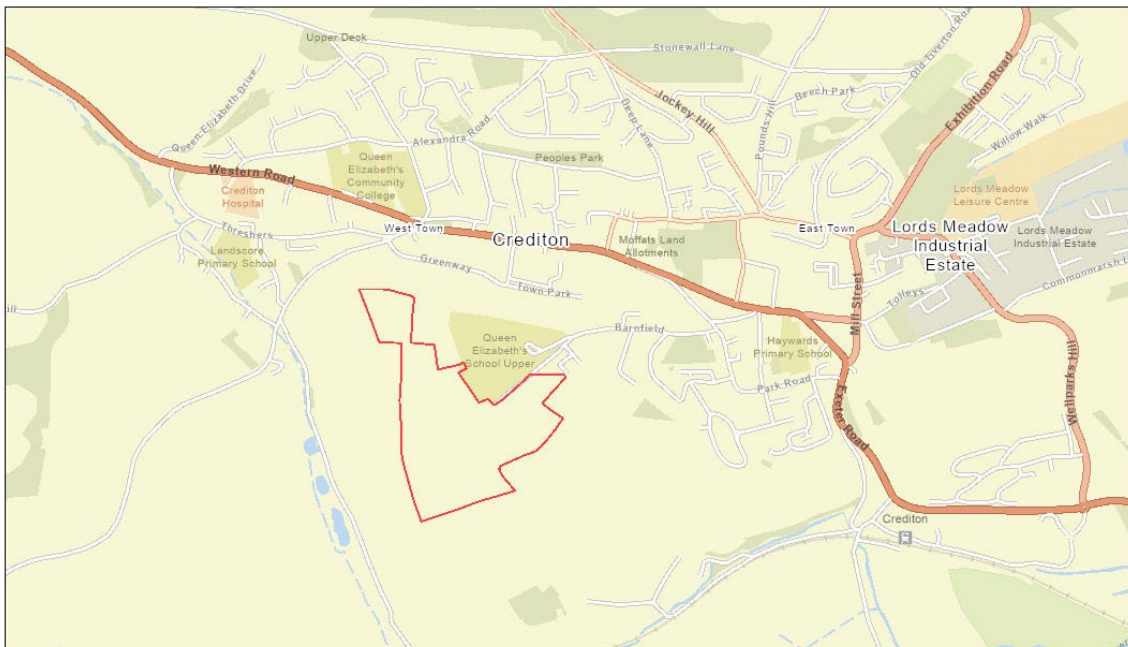 Upper Deck
Stonewall Lane
Old Tiverton Road
Queen Elizabeth Drive
Jockey Hill
Beech Park
Exhibition Road
Alexandra Road
Deep Lane
Pounds Hill
Willow Walk
Western Road
Queen
Elizabeth's
Community
College
Peoples Park
Crediton
Hospital
Lords Meadow
Leisure Centre
Threshers
West Town
Crediton
Moffats Land
Allotments
East Town
Lords Meadow
Industrial
Estate
Lords Meadow
Industrial Estate
Landscore
Primary School
Greenway
Town Park
Tolleys
Mill Street
Queen
Elizabeth's
School Upper
Barnfield
Haywards
Primary School
Park Road
Exeter Road
Wellparks Hill
Crediton